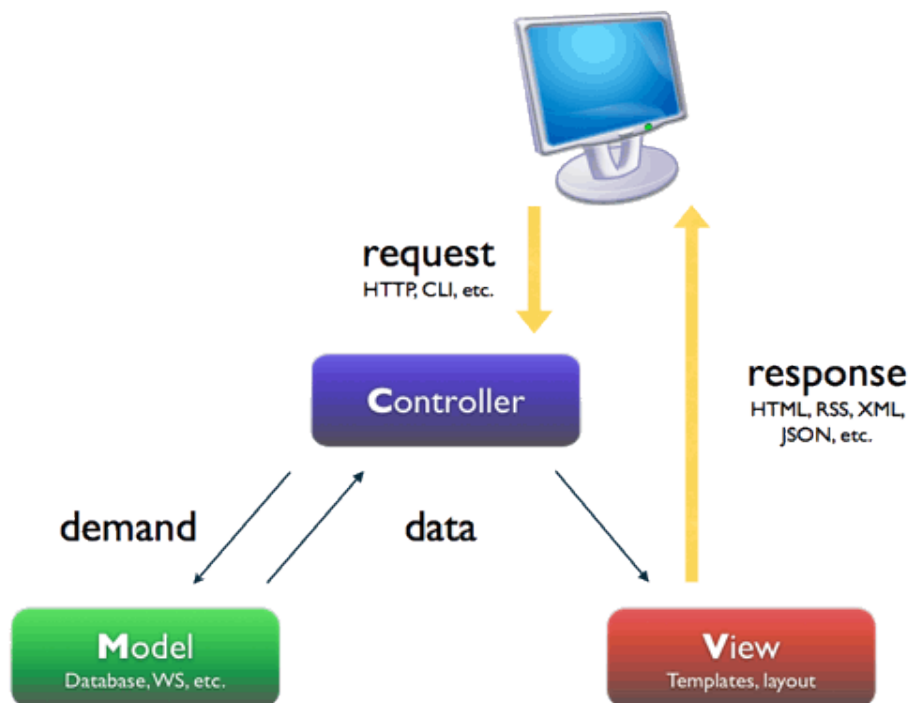 request
HTTP, CLI, etc.
Controller
response
HTML, RSS, XML,
JSON, etc.
demand
data
Model
Database, WS, etc.
View
Templates, layout